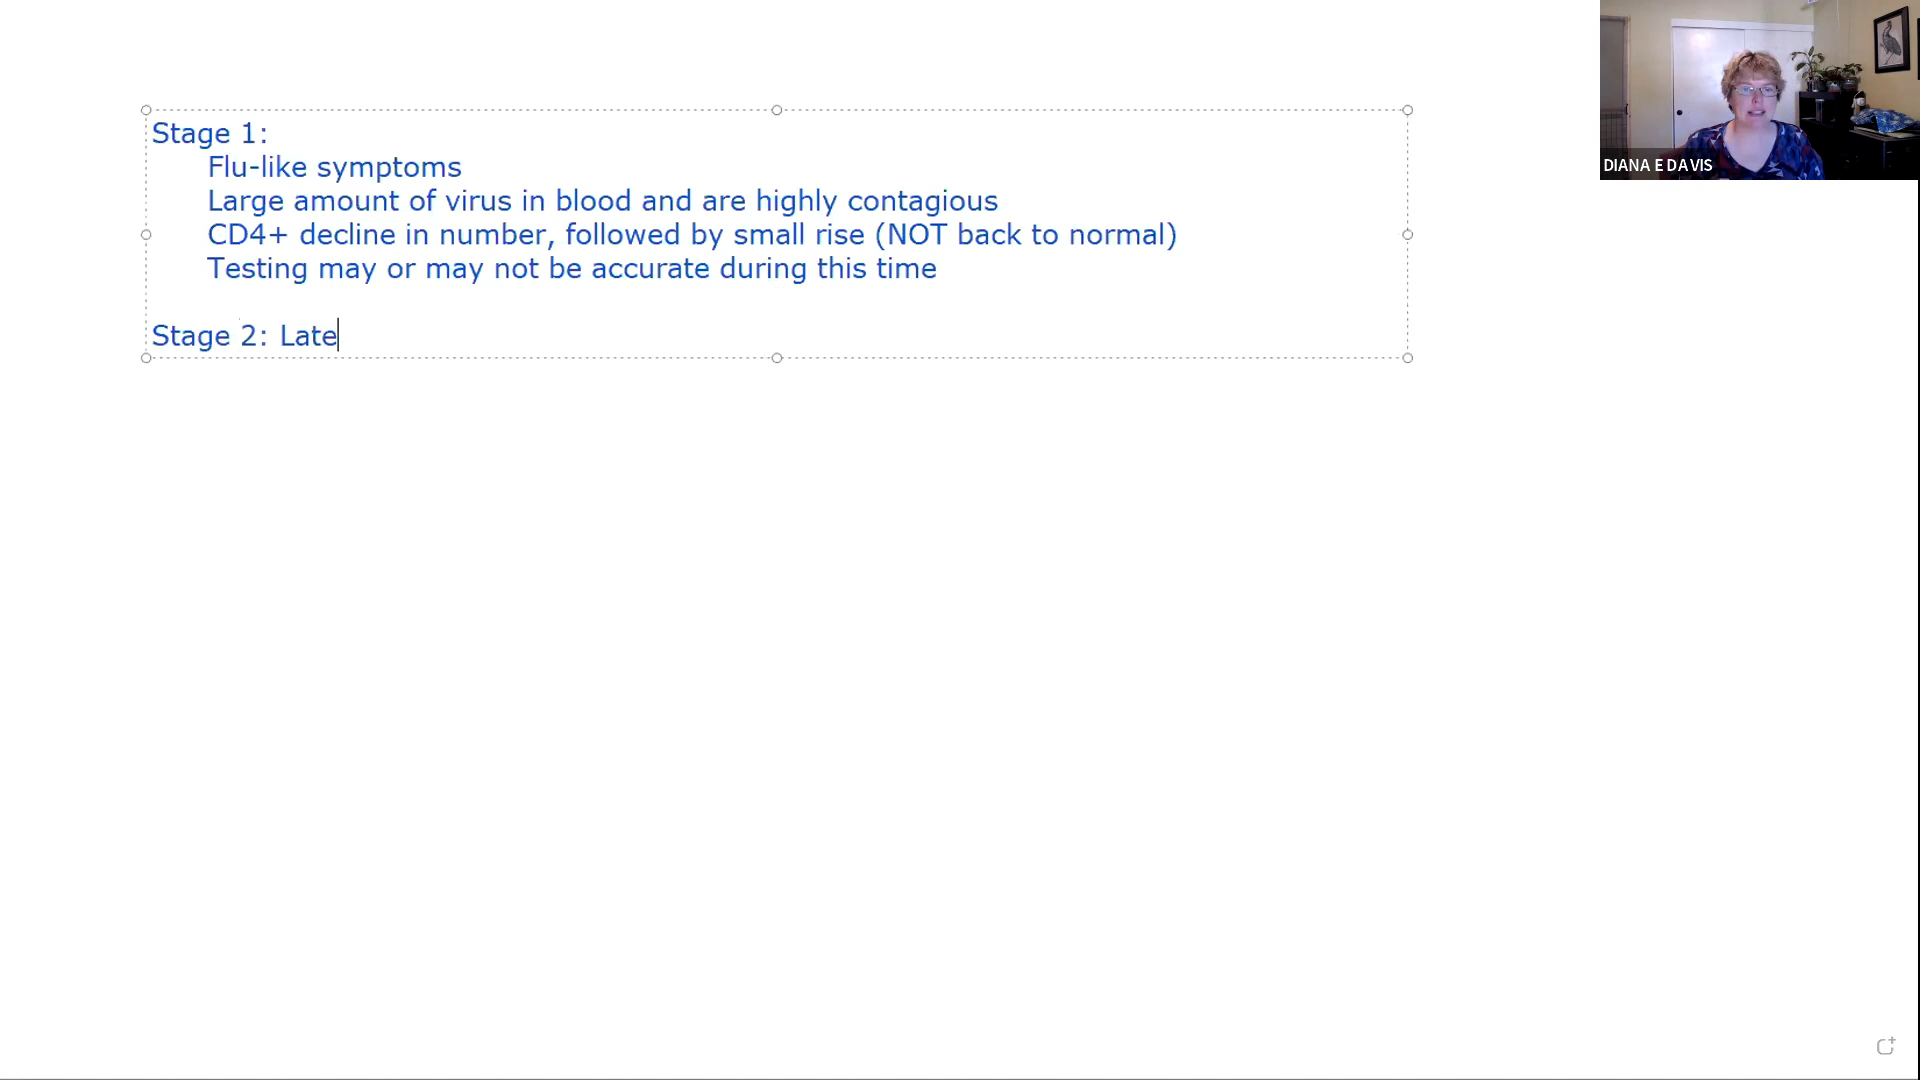 Stage 1:
Flu-like symptoms
Large amount of virus in blood and are highly contagious
CD4+ decline in number, followed by small rise (NOT back to normal)
Testing may or may not be accurate during this time
Stage 2: Late
DIANA E DAVIS